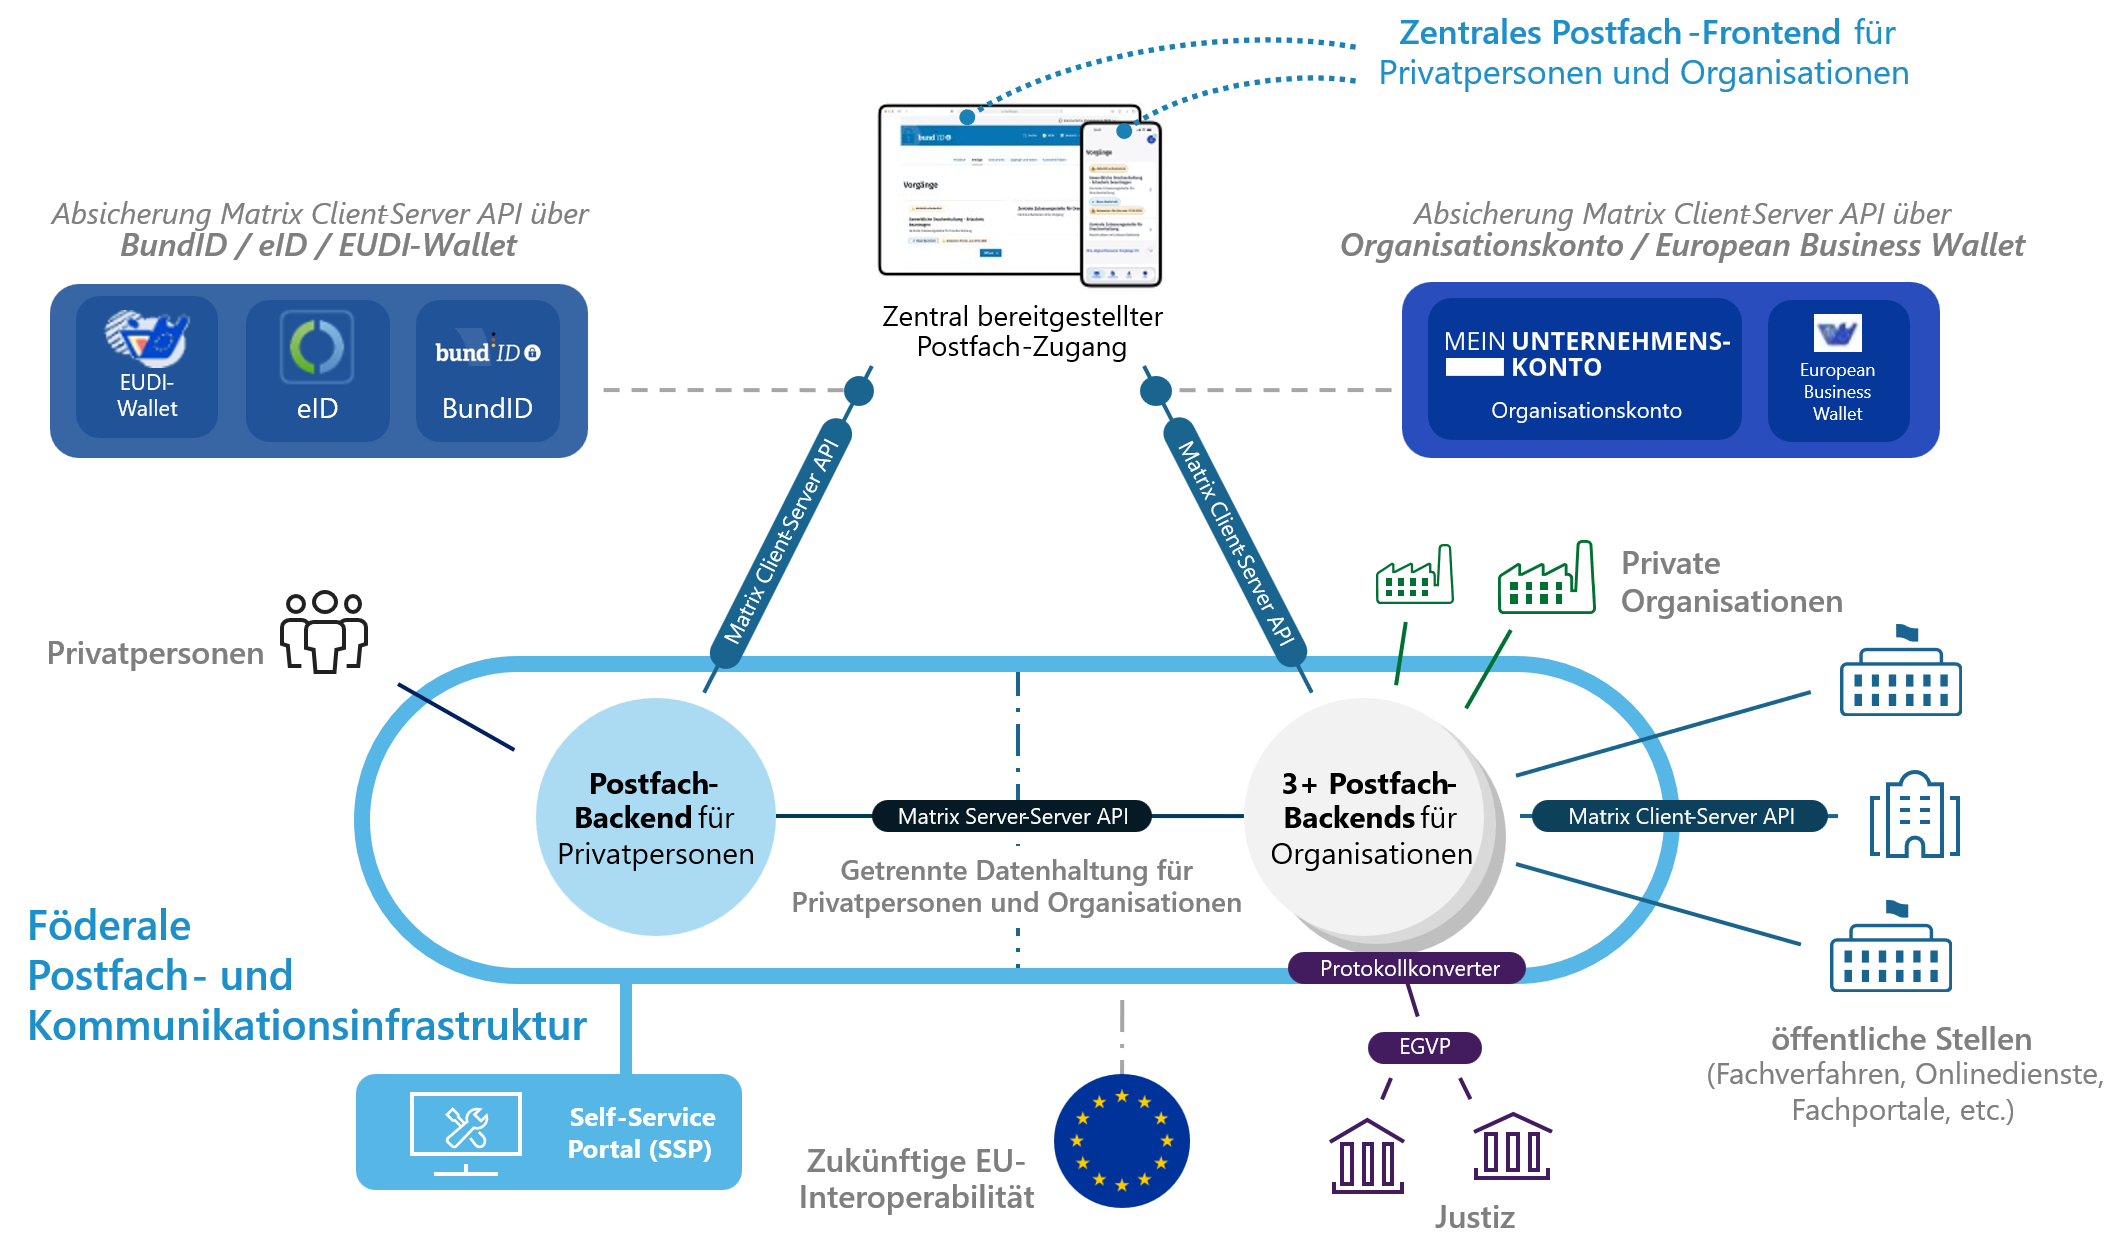 Zentrales Postfach-Frontend für
Privatpersonen und Organisationen
bund ID
Vorgänge
Vorgänge
Absicherung Matrix Client-Server API über
BundID / eID / EUDI-Wallet
Absicherung Matrix Client-Server API über
Organisationskonto / European Business Wallet
EUDI-
Wallet
eID
bund ID
BundID
Zentral bereitgestellter
Postfach-Zugang
MEIN UNTERNEHMENS-
KONTO
Organisationskonto
European
Business
Wallet
Matrix Client-Server API
Matrix Client-Server API
Privatpersonen
Private
Organisationen
Postfach-
Backend für
Privatpersonen
Matrix Server-Server API
3+ Postfach-
Backends für
Organisationen
Matrix Client-Server API
Getrennte Datenhaltung für
Privatpersonen und Organisationen
Föderale
Postfach- und
Kommunikationsinfrastruktur
Protokollkonverter
EGVP
öffentliche Stellen
(Fachverfahren, Onlinedienste,
Fachportale, etc.)
Self-Service
Portal (SSP)
Zukünftige EU-
Interoperabilität
Justiz